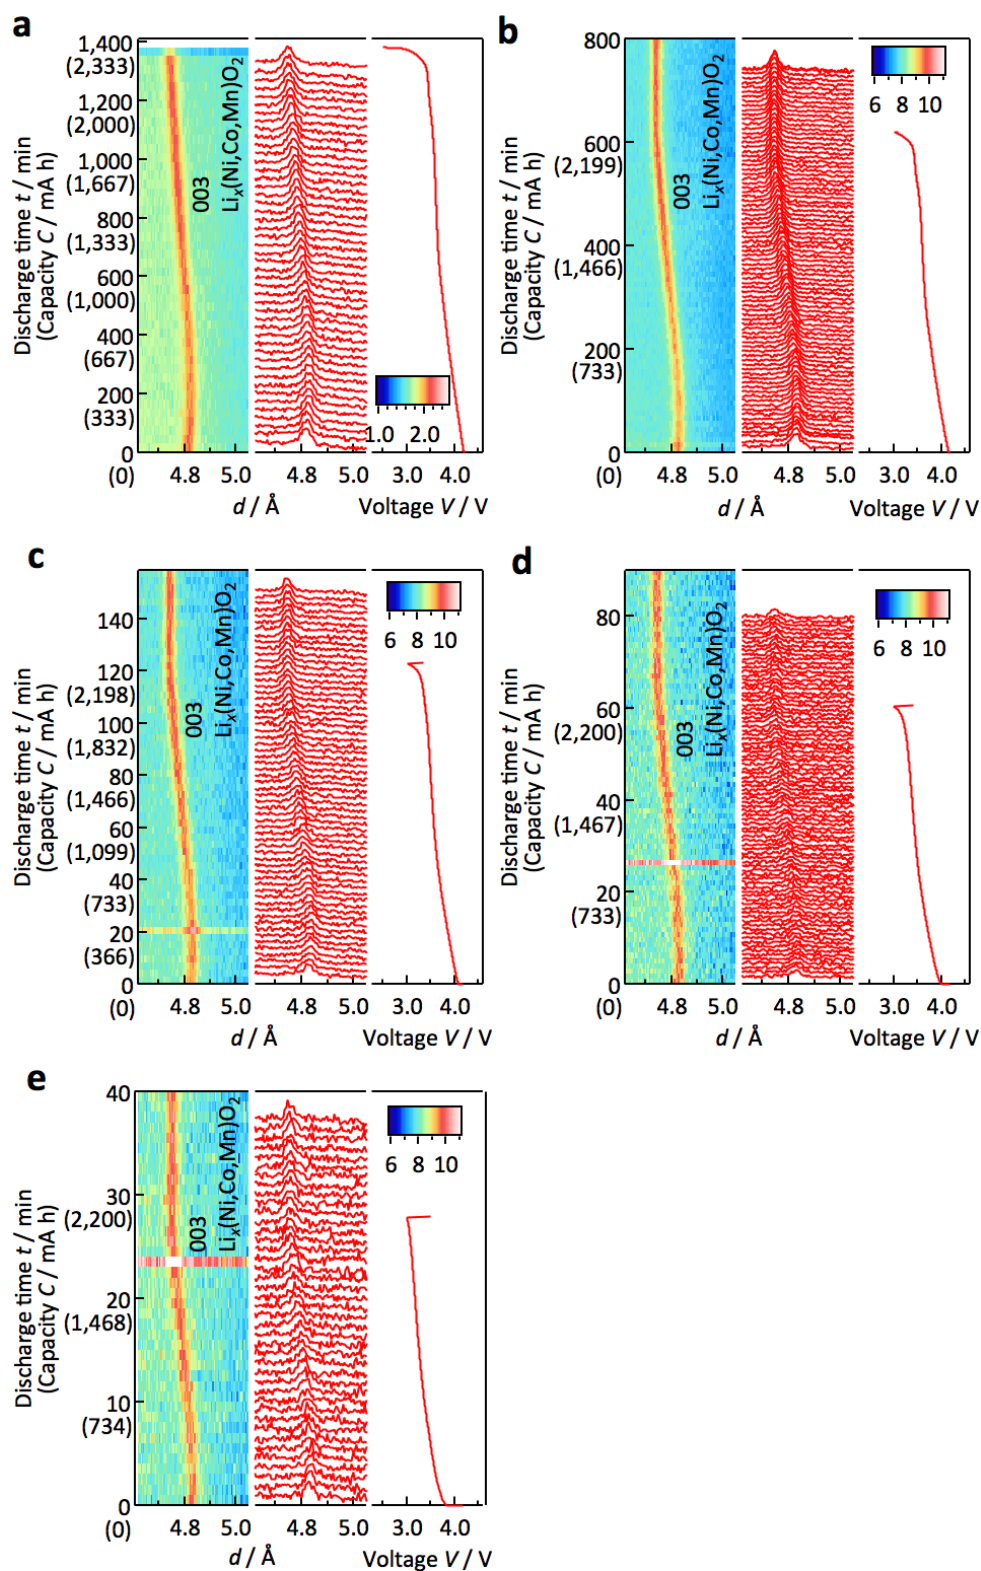 a
Discharge time t / min
(Capacity C / mA h)
1,400
(2,333)
1,200
(2,000)
1,000
(1,667)
800
(1,333)
600
(1,000)
400
(667)
200
(333)
0
(0)
003
Liₓ(Ni,Co,Mn)O₂
1.0 2.0
4.8 5.0 4.8 5.0 3.0 4.0
d / Å Voltage V / V
b
Discharge time t / min
(Capacity C / mA h)
800
600
(2,199)
400
(1,466)
200
(733)
0
(0)
003
Liₓ(Ni,Co,Mn)O₂
6 8 10
4.8 5.0 4.8 5.0 3.0 4.0
d / Å Voltage V / V
c
Discharge time t / min
(Capacity C / mA h)
140
120
(2,198)
100
(1,832)
80
(1,466)
60
(1,099)
40
(733)
20
(366)
0
(0)
003
Liₓ(Ni,Co,Mn)O₂
6 8 10
4.8 5.0 4.8 5.0 3.0 4.0
d / Å Voltage V / V
d
Discharge time t / min
(Capacity C / mA h)
80
60
(2,200)
40
(1,467)
20
(733)
0
(0)
003
Liₓ(Ni,Co,Mn)O₂
6 8 10
4.8 5.0 4.8 5.0 3.0 4.0
d / Å Voltage V / V
e
Discharge time t / min
(Capacity C / mA h)
40
30
(2,200)
20
(1,468)
10
(734)
0
(0)
003
Liₓ(Ni,Co,Mn)O₂
6 8 10
4.8 5.0 4.8 5.0 3.0 4.0
d / Å Voltage V / V